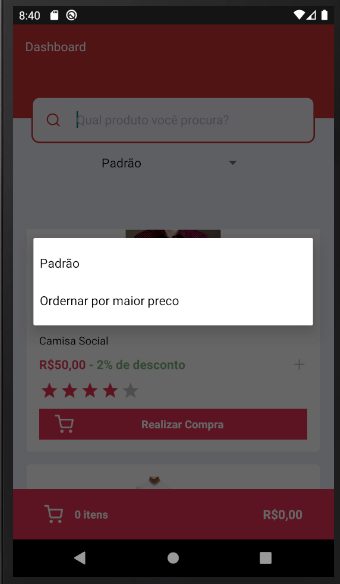 8:40
Dashboard
Qual produto você procura?
Padrão
Padrão
Ordernar por maior preco
Camisa Social
R$50,00 - 2% de desconto
Realizar Compra
0 itens
R$0,00